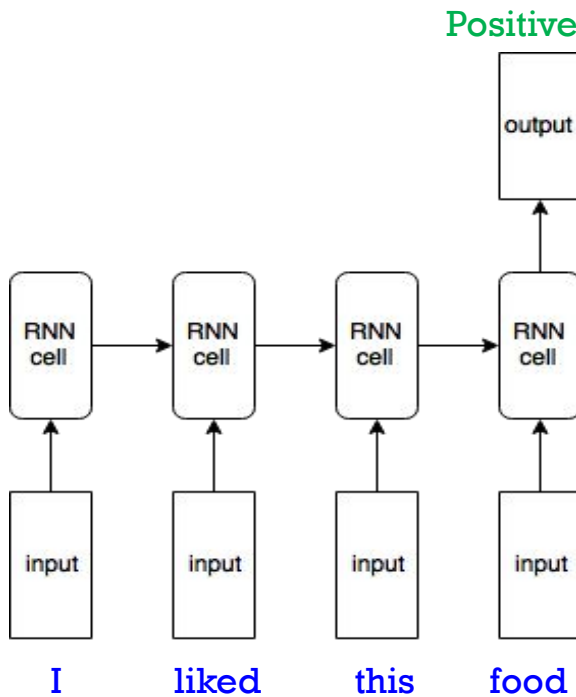 Positive
output
RNN cell RNN cell RNN cell RNN cell
input input input input
I liked this food